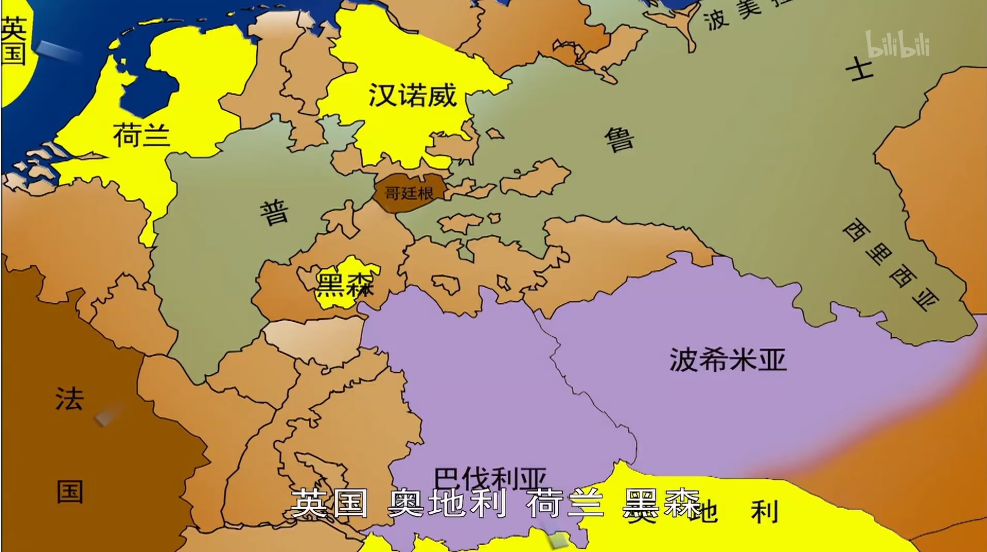 英国
波美拉
bilibili
士
汉诺威
荷兰
鲁
哥廷根
普
西里西亚
黑森
波希米亚
法国
巴伐利亚
奥地利
英国 奥地利 荷兰 黑森